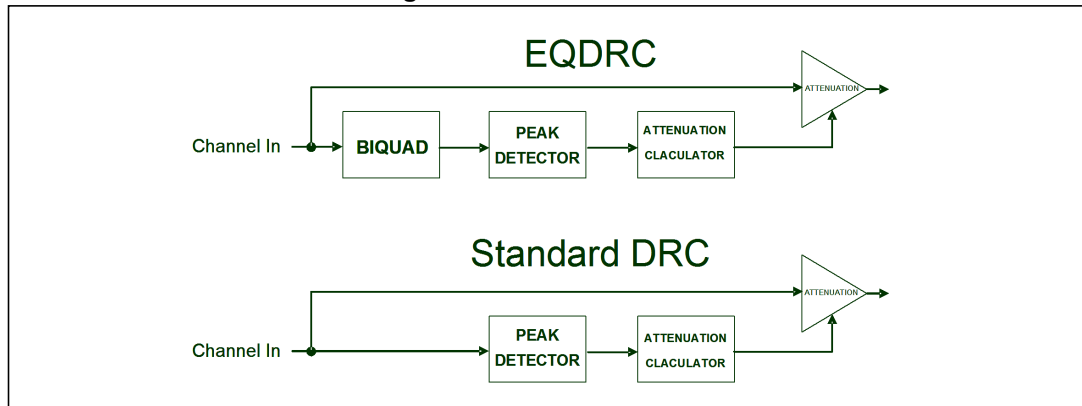 EQDRC
ATTENUATION
Channel In
BIQUAD
PEAK
DETECTOR
ATTENUATION
CLACULATOR
Standard DRC
ATTENUATION
Channel In
PEAK
DETECTOR
ATTENUATION
CLACULATOR